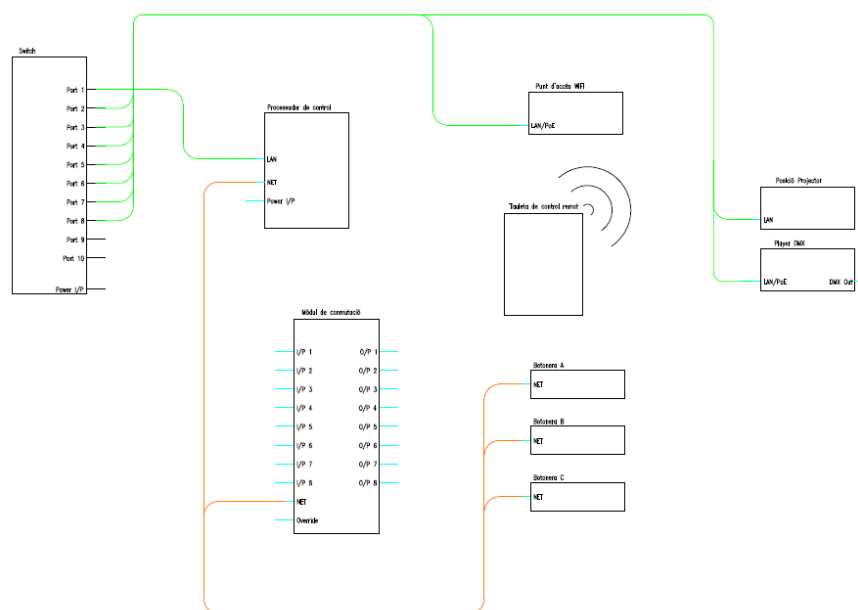 Switch
Port 1
Port 2
Port 3
Port 4
Port 5
Port 6
Port 7
Port 8
Port 9
Port 10
Power I/P
Processador de control
LAN
NET
Power I/P
Punt d'accès WIFI
LAN/PoE
Tauleta de control remot
Posició Projector
LAN
Player DMX
LAN/PoE DMX Out
Mòdul de conmutació
I/P 1 O/P 1
I/P 2 O/P 2
I/P 3 O/P 3
I/P 4 O/P 4
I/P 5 O/P 5
I/P 6 O/P 6
I/P 7 O/P 7
I/P 8 O/P 8
NET
Override
Botonera A
NET
Botonera B
NET
Botonera C
NET